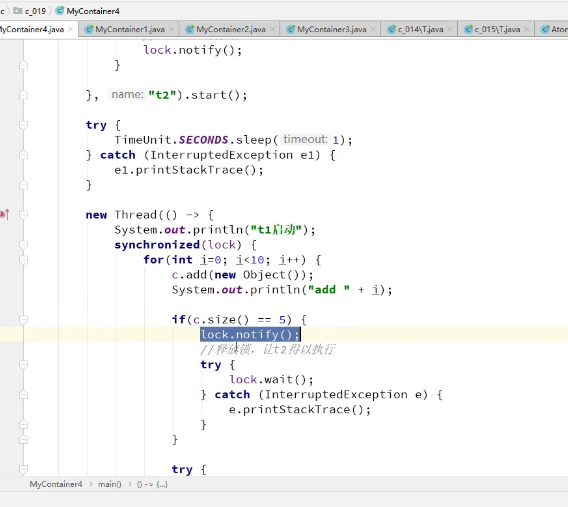 c_019 MyContainer4
MyContainer4.java MyContainer1.java MyContainer2.java MyContainer3.java c_014\T.java c_015\T.java Atom
lock.notify();
}
}, name: "t2").start();
try {
TimeUnit.SECONDS.sleep( timeout: 1);
} catch (InterruptedException e1) {
e1.printStackTrace();
}
new Thread(() -> {
System.out.println("t1启动");
synchronized(lock) {
for(int i=0; i<10; i++) {
c.add(new Object());
System.out.println("add " + i);
if(c.size() == 5) {
lock.notify();
//释放锁，让t2得以执行
try {
lock.wait();
} catch (InterruptedException e) {
e.printStackTrace();
}
}
try {
MyContainer4 main() () -> {...}